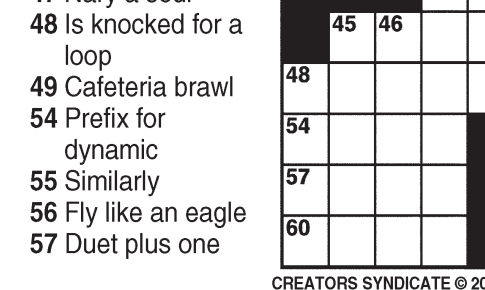 48 Is knocked for a
loop
49 Cafeteria brawl
54 Prefix for
dynamic
55 Similarly
56 Fly like an eagle
57 Duet plus one
45 46
48
54
57
60
CREATORS SYNDICATE © 20